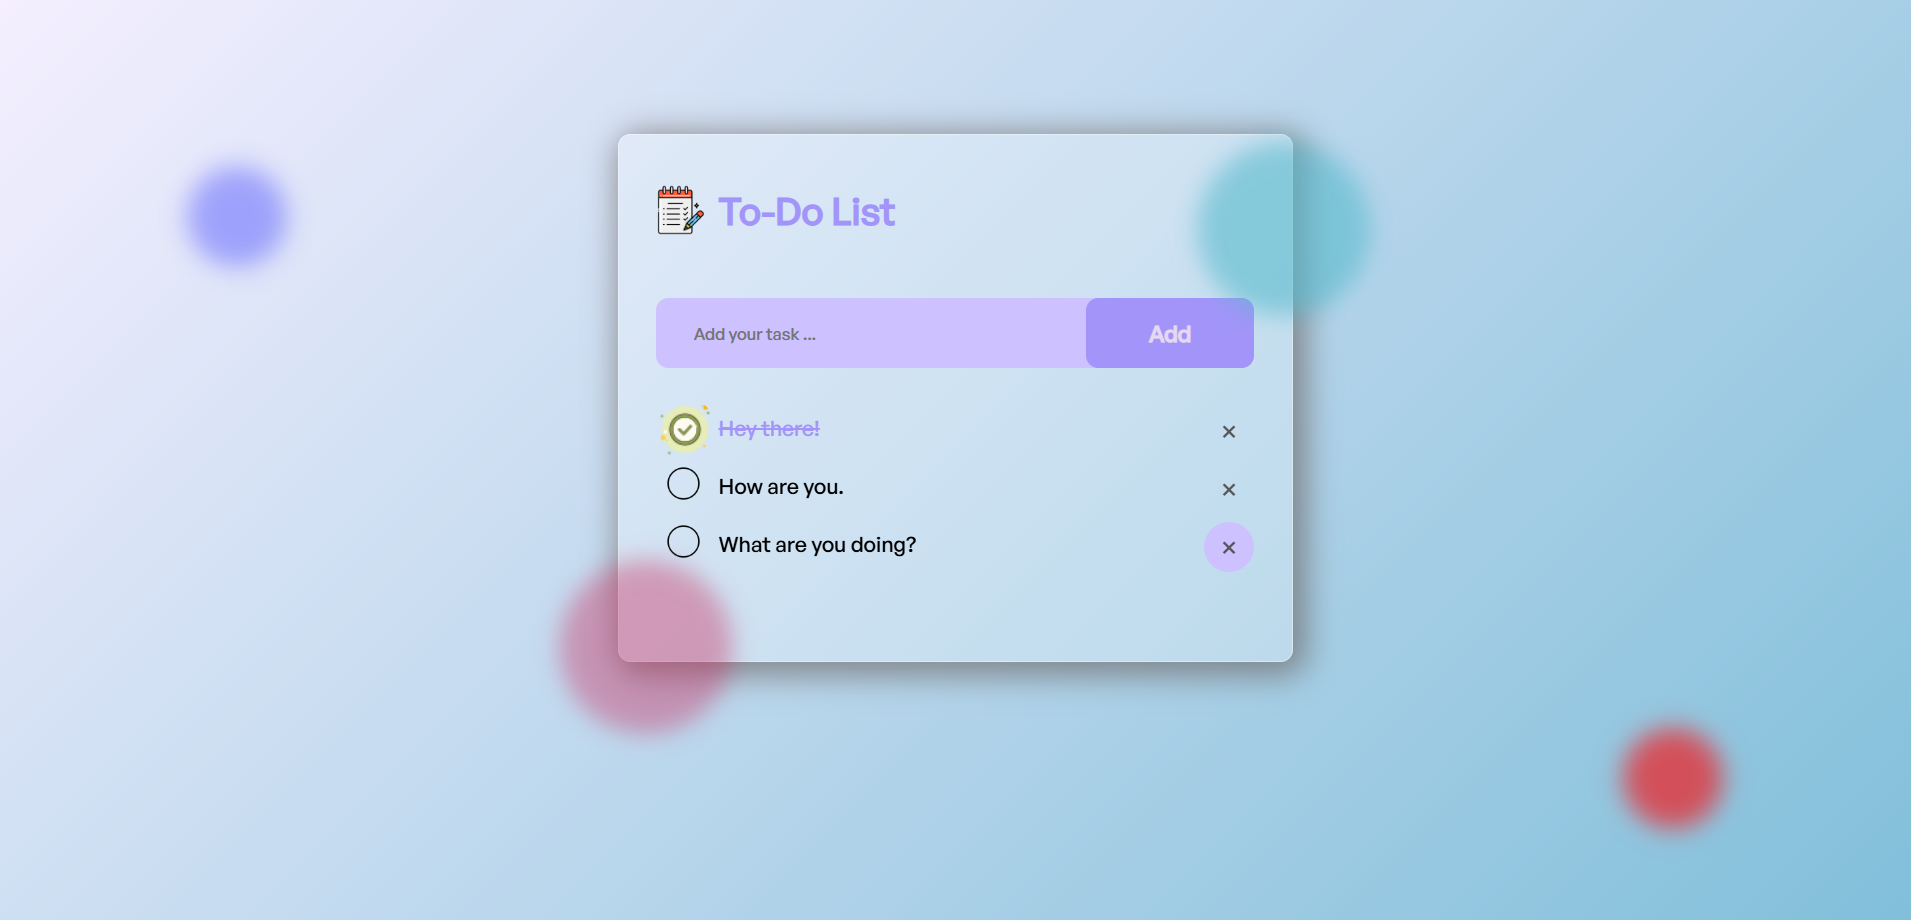 To-Do List
Add your task ...
Add
Hey there!
How are you.
What are you doing?